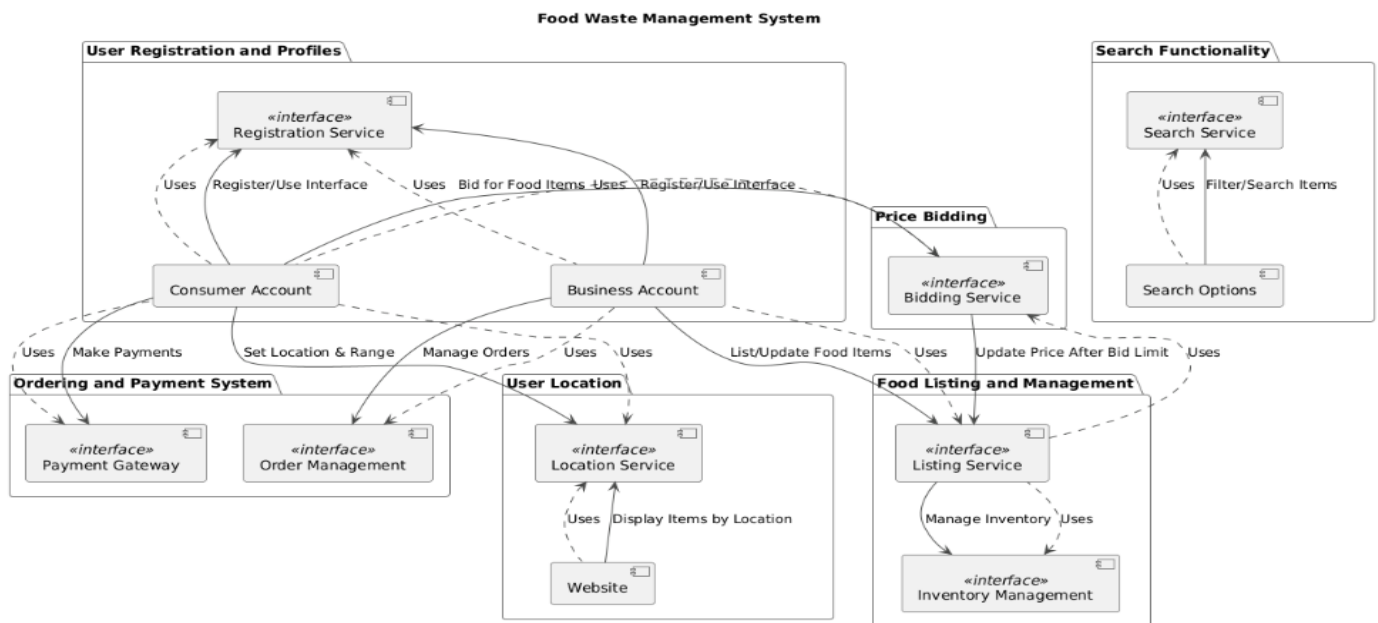 Food Waste Management System
User Registration and Profiles
Search Functionality
«interface»
Registration Service
«interface»
Search Service
Uses
Register/Use Interface
Uses
Bid for Food Items
Uses
Register/Use Interface
Uses
Filter/Search Items
Price Bidding
Consumer Account
Business Account
«interface»
Bidding Service
Search Options
Uses
Make Payments
Set Location & Range
Manage Orders
Uses
Uses
List/Update Food Items
Uses
Update Price After Bid Limit
Uses
Ordering and Payment System
User Location
Food Listing and Management
«interface»
Payment Gateway
«interface»
Order Management
«interface»
Location Service
«interface»
Listing Service
Uses
Display Items by Location
Manage Inventory
Uses
Website
«interface»
Inventory Management